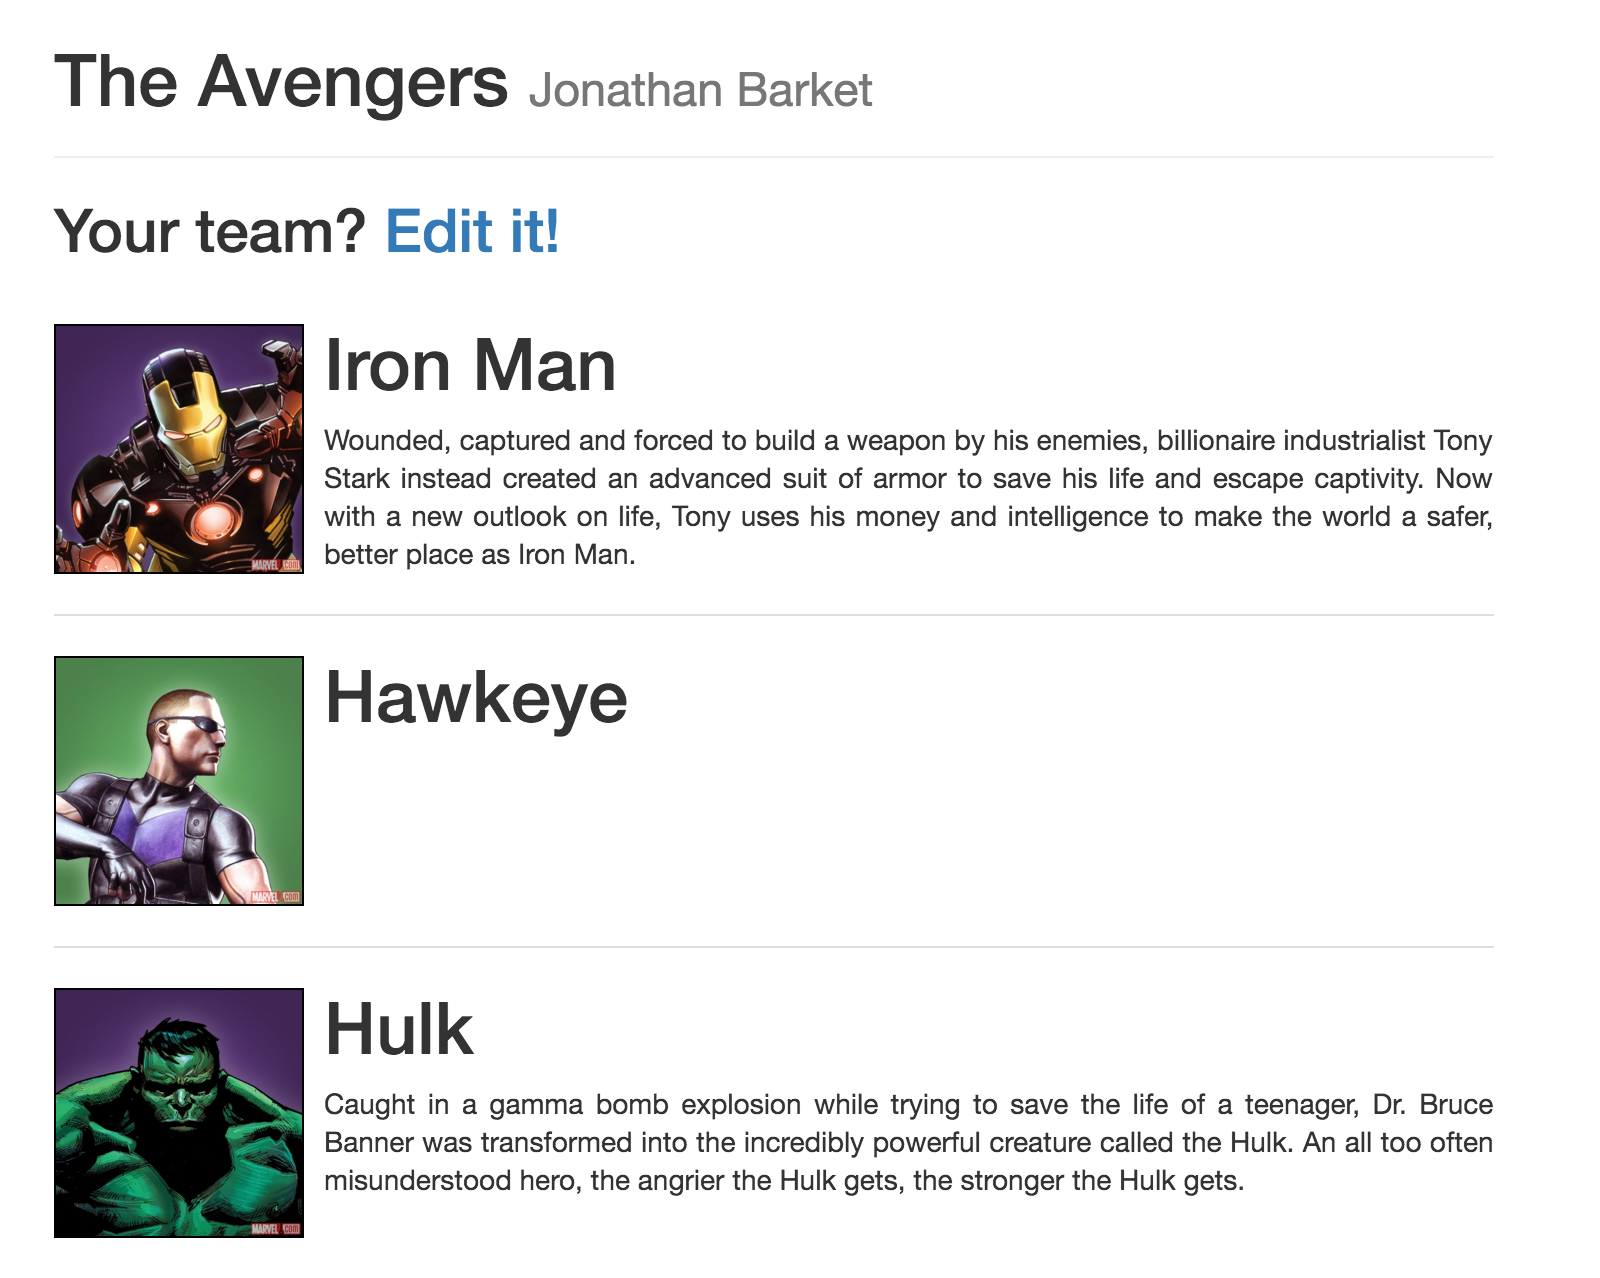 The Avengers Jonathan Barket
Your team? Edit it!
Iron Man
Wounded, captured and forced to build a weapon by his enemies, billionaire industrialist Tony
Stark instead created an advanced suit of armor to save his life and escape captivity. Now
with a new outlook on life, Tony uses his money and intelligence to make the world a safer,
better place as Iron Man.
MARVEL .com
Hawkeye
MARVEL .com
Hulk
Caught in a gamma bomb explosion while trying to save the life of a teenager, Dr. Bruce
Banner was transformed into the incredibly powerful creature called the Hulk. An all too often
misunderstood hero, the angrier the Hulk gets, the stronger the Hulk gets.
MARVEL .com